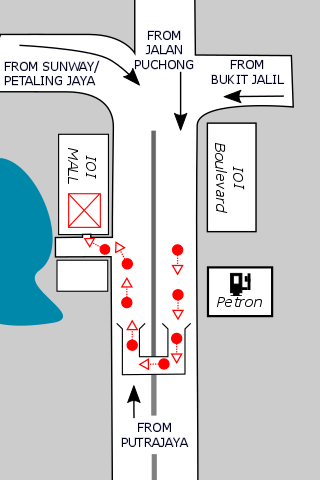 FROM
JALAN
PUCHONG
FROM SUNWAY/
PETALING JAYA
FROM
BUKIT JALIL
IOI
MALL
IOI
Boulevard
Petron
FROM
PUTRAJAYA